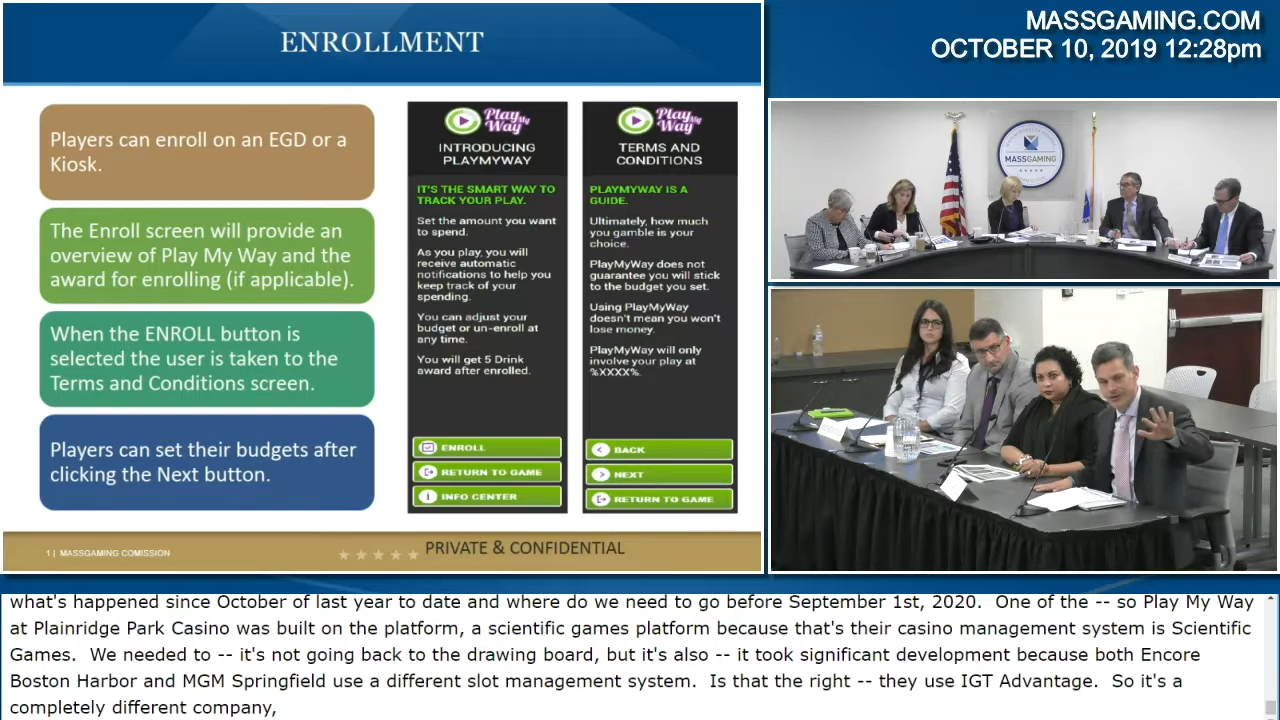 ENROLLMENT
MASSGAMING.COM
OCTOBER 10, 2019 12:28pm
Players can enroll on an EGD or a
Kiosk.
The Enroll screen will provide an
overview of Play My Way and the
award for enrolling (if applicable).
When the ENROLL button is
selected the user is taken to the
Terms and Conditions screen.
Players can set their budgets after
clicking the Next button.
Play My
Way
INTRODUCING
PLAYMYWAY
IT'S THE SMART WAY TO
TRACK YOUR PLAY.
Set the amount you want
to spend.
As you play, you will
receive automatic
notifications to help you
keep track of your
spending.
You can adjust your
budget or un-enroll at
any time.
You will get 5 Drink
award after enrolled.
ENROLL
RETURN TO GAME
INFO CENTER
Play My
Way
TERMS AND
CONDITIONS
PLAYMYWAY IS A
GUIDE.
Ultimately, how much
you gamble is your
choice.
PlayMyWay does not
guarantee you will stick
to the budget you set.
Using PlayMyWay
doesn't mean you won't
lose money.
PlayMyWay will only
involve your play at
%XXXX%.
BACK
NEXT
RETURN TO GAME
1 | MASSGAMING COMISSION
PRIVATE & CONFIDENTIAL
MASSGAMING
what's happened since October of last year to date and where do we need to go before September 1st, 2020.  One of the -- so Play My Way
at Plainridge Park Casino was built on the platform, a scientific games platform because that's their casino management system is Scientific
Games.  We needed to -- it's not going back to the drawing board, but it's also -- it took significant development because both Encore
Boston Harbor and MGM Springfield use a different slot management system.  Is that the right -- they use IGT Advantage.  So it's a
completely different company,